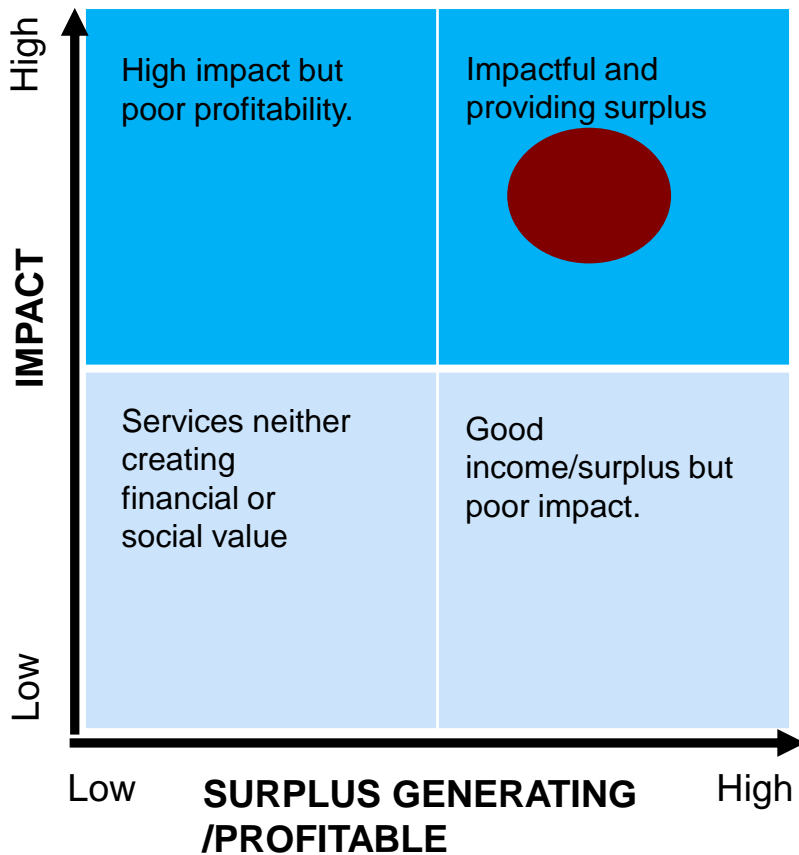 High
High impact but
poor profitability.
Impactful and
providing surplus
IMPACT
Services neither
creating
financial or
social value
Good
income/surplus but
poor impact.
Low
Low
SURPLUS GENERATING
/PROFITABLE
High